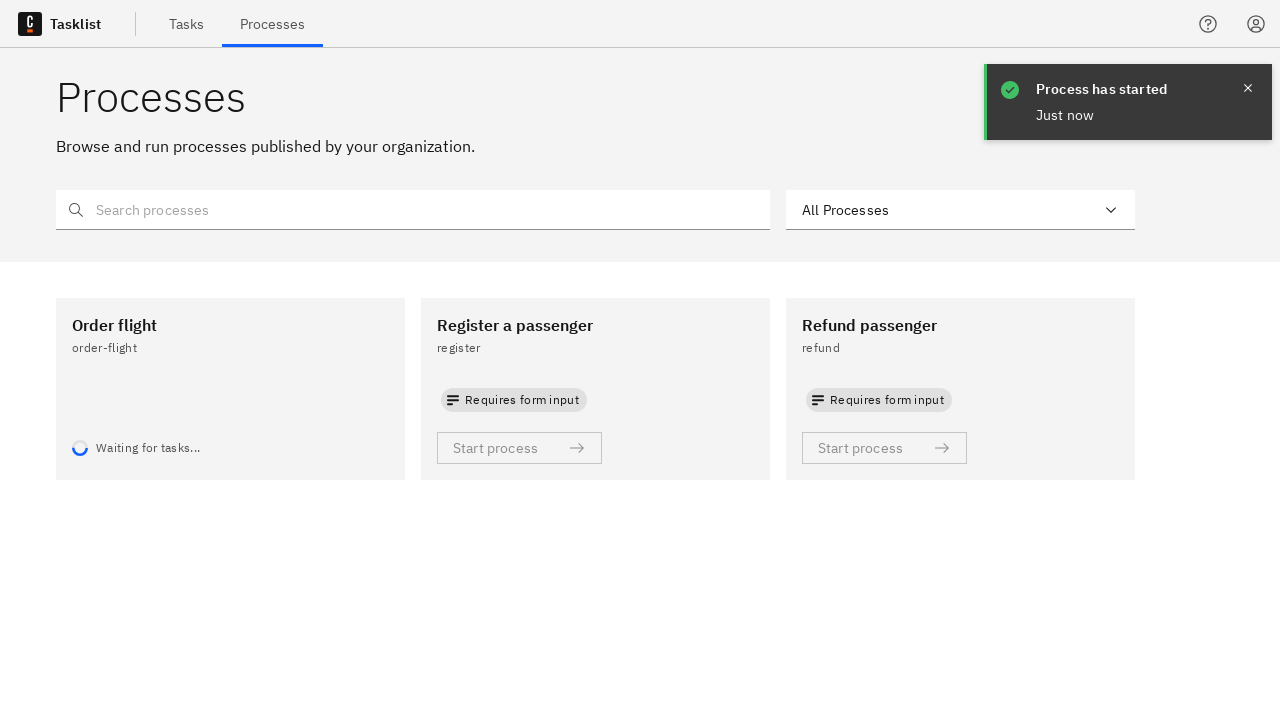 Tasklist
Tasks
Processes
Processes
Browse and run processes published by your organization.
Process has started
Just now
Search processes
All Processes
Order flight
order-flight
Waiting for tasks...
Register a passenger
register
Requires form input
Start process
Refund passenger
refund
Requires form input
Start process